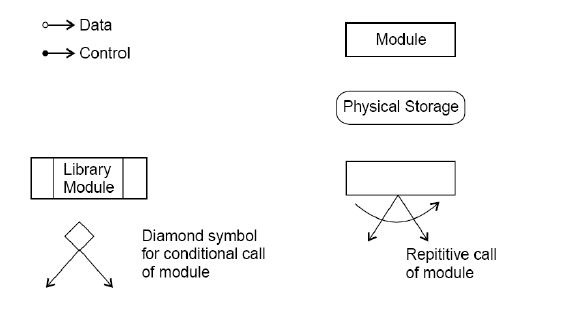 Data
Control
Module
Physical Storage
Library
Module
Diamond symbol
for conditional call
of module
Repititive call
of module